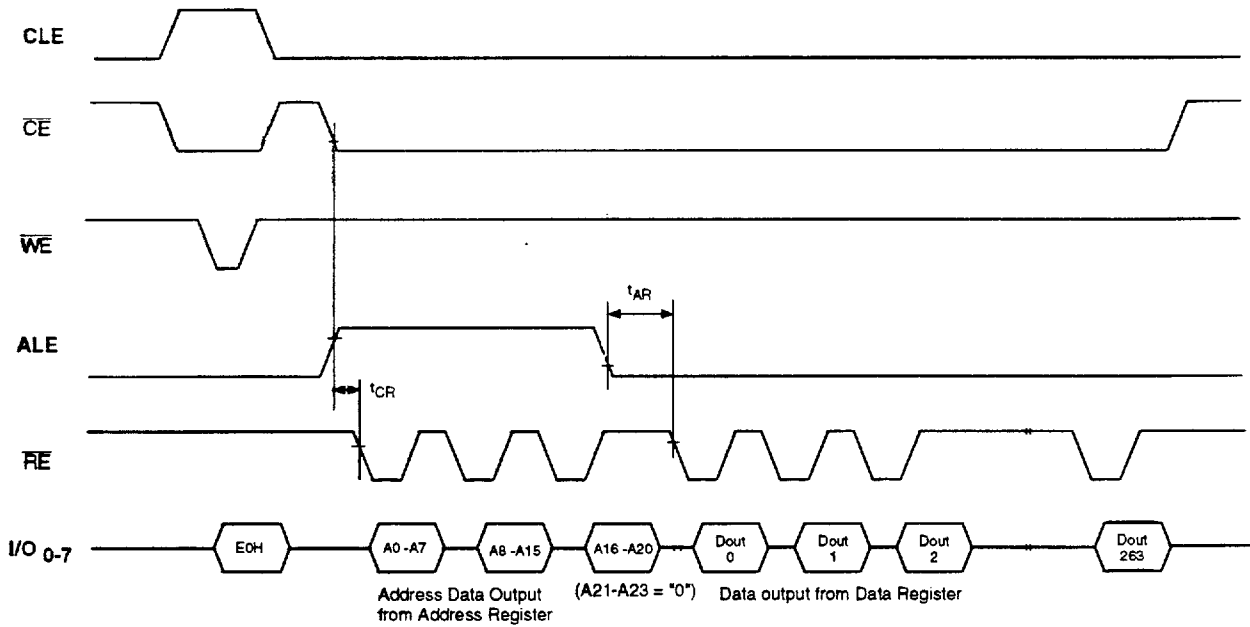 CLE
CE
WE
tAR
ALE
tCR
RE
I/O 0-7
E0H
A0 -A7
A8 -A15
A16 -A20
Dout 0
Dout 1
Dout 2
Dout 263
Address Data Output
from Address Register
(A21-A23 = "0")
Data output from Data Register